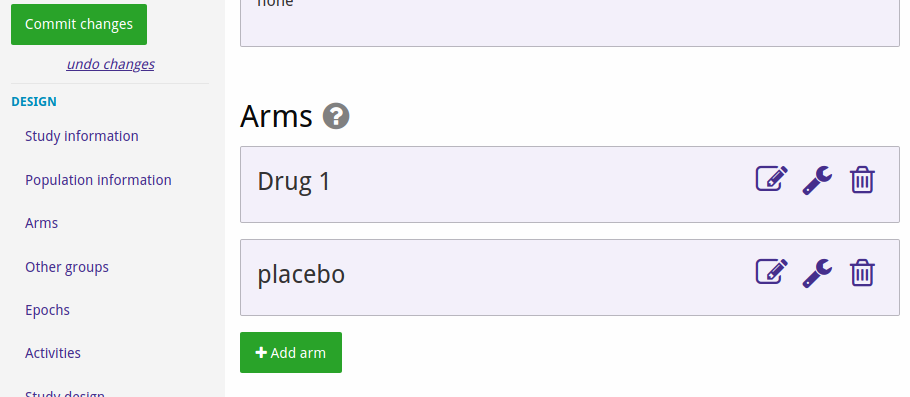 Commit changes
undo changes
DESIGN
Study information
Population information
Arms
Other groups
Epochs
Activities
Study design
none
Arms ?
Drug 1
placebo
Add arm